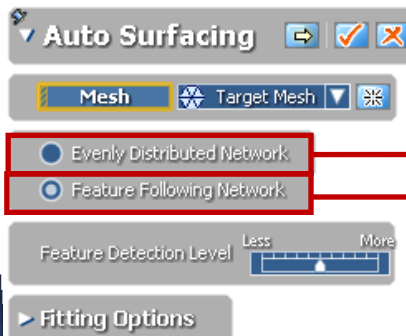 Auto Surfacing
Mesh Target Mesh
Evenly Distributed Network
Feature Following Network
Less More
Feature Detection Level
Fitting Options